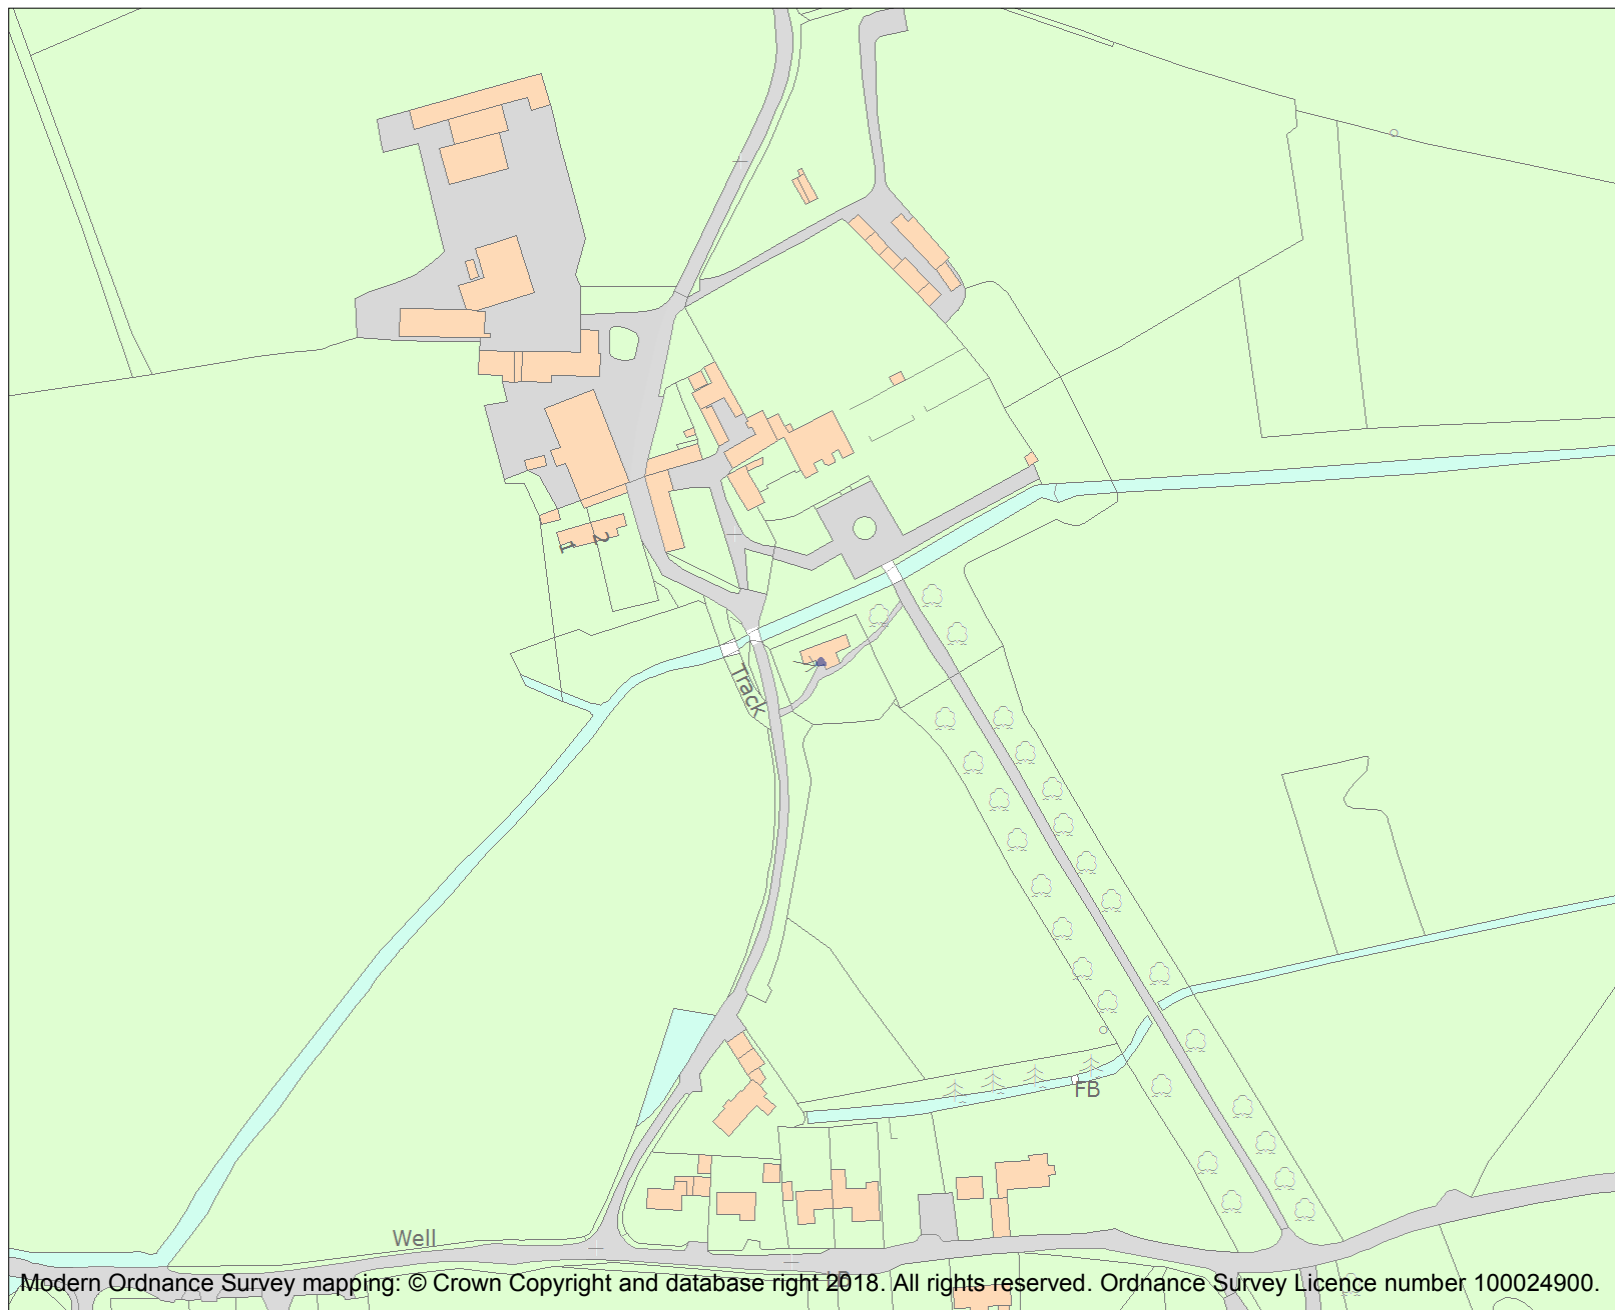 1
2
Track
FB
Well
LB
Modern Ordnance Survey mapping: © Crown Copyright and database right 2018. All rights reserved. Ordnance Survey Licence number 100024900.